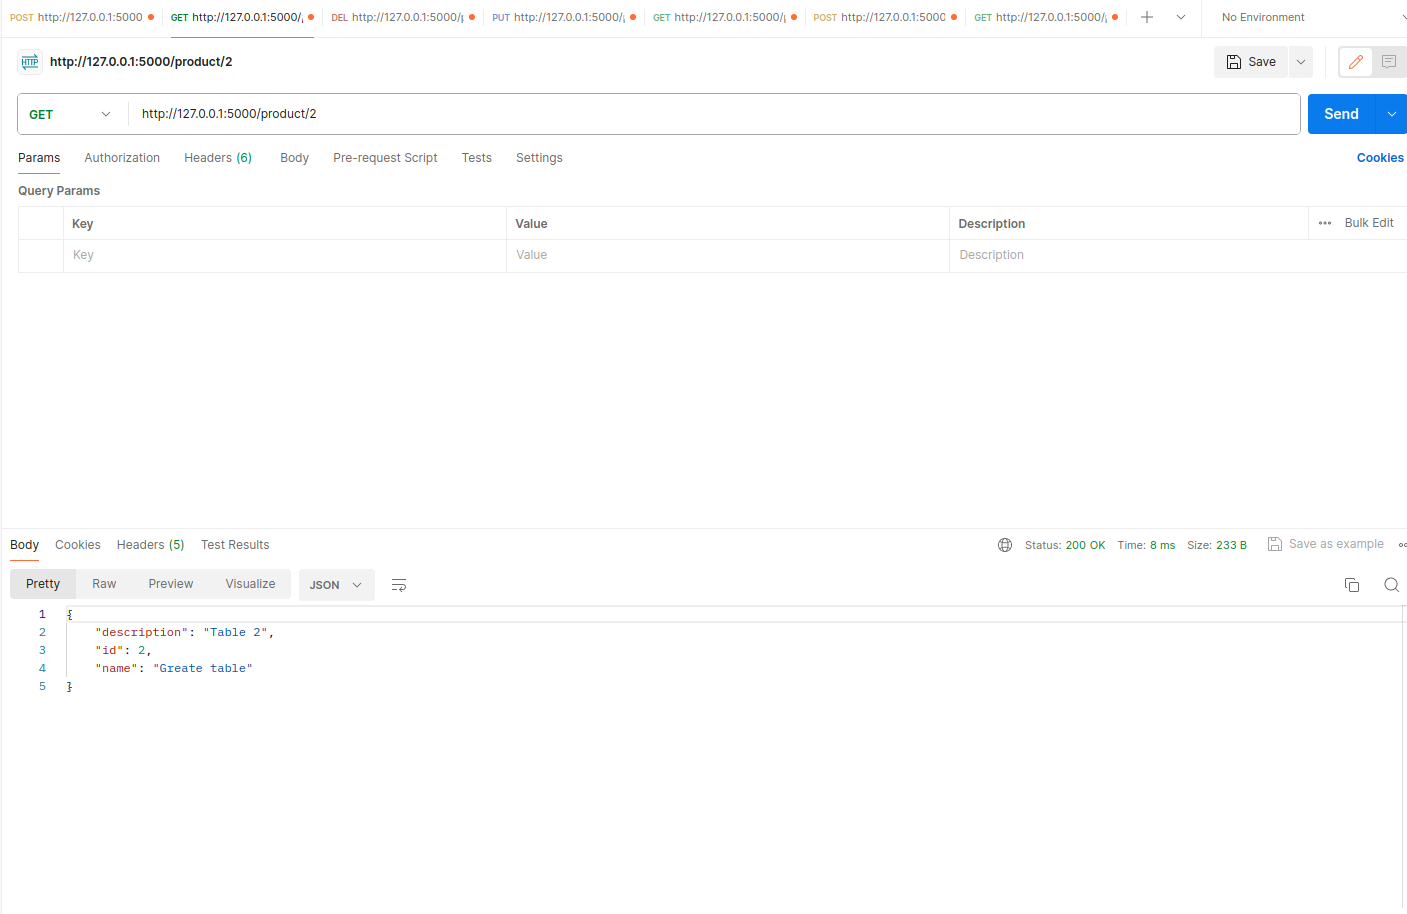 POST http://127.0.0.1:5000 GET http://127.0.0.1:5000/ DEL http://127.0.0.1:5000/ PUT http://127.0.0.1:5000/ GET http://127.0.0.1:5000/ POST http://127.0.0.1:5000 GET http://127.0.0.1:5000/ No Environment
HTTP http://127.0.0.1:5000/product/2 Save
GET http://127.0.0.1:5000/product/2 Send
Params Authorization Headers (6) Body Pre-request Script Tests Settings Cookies
Query Params
Key Value Description Bulk Edit
Key Value Description
Body Cookies Headers (5) Test Results Status: 200 OK Time: 8 ms Size: 233 B Save as example
Pretty Raw Preview Visualize JSON
1 {
2 "description": "Table 2",
3 "id": 2,
4 "name": "Greate table"
5 }